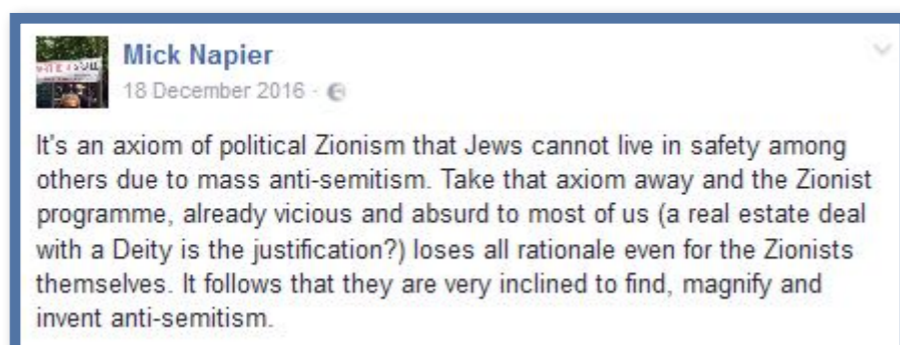 Mick Napier
18 December 2016 ·
It's an axiom of political Zionism that Jews cannot live in safety among
others due to mass anti-semitism. Take that axiom away and the Zionist
programme, already vicious and absurd to most of us (a real estate deal
with a Deity is the justification?) loses all rationale even for the Zionists
themselves. It follows that they are very inclined to find, magnify and
invent anti-semitism.